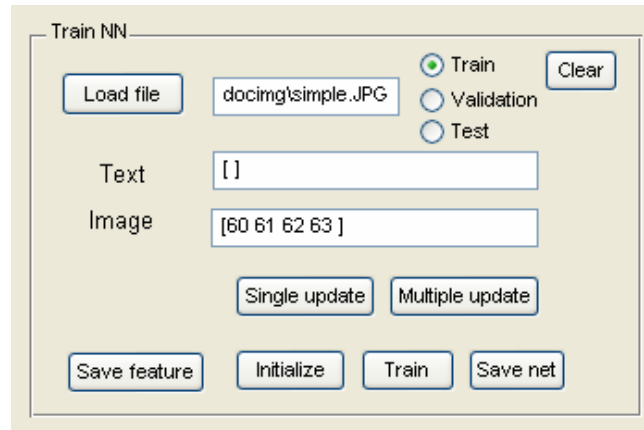 Train NN
Load file
docimg\simple.JPG
Train
Validation
Test
Clear
Text
[ ]
Image
[60 61 62 63 ]
Single update
Multiple update
Save feature
Initialize
Train
Save net